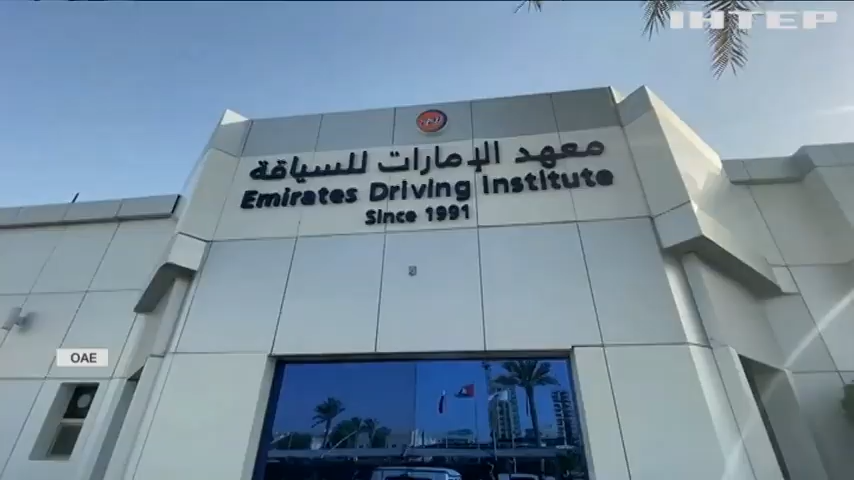 ІНТЕР
معهد الإمارات للسياقة
Emirates Driving Institute
Since 1991
ОАЕ